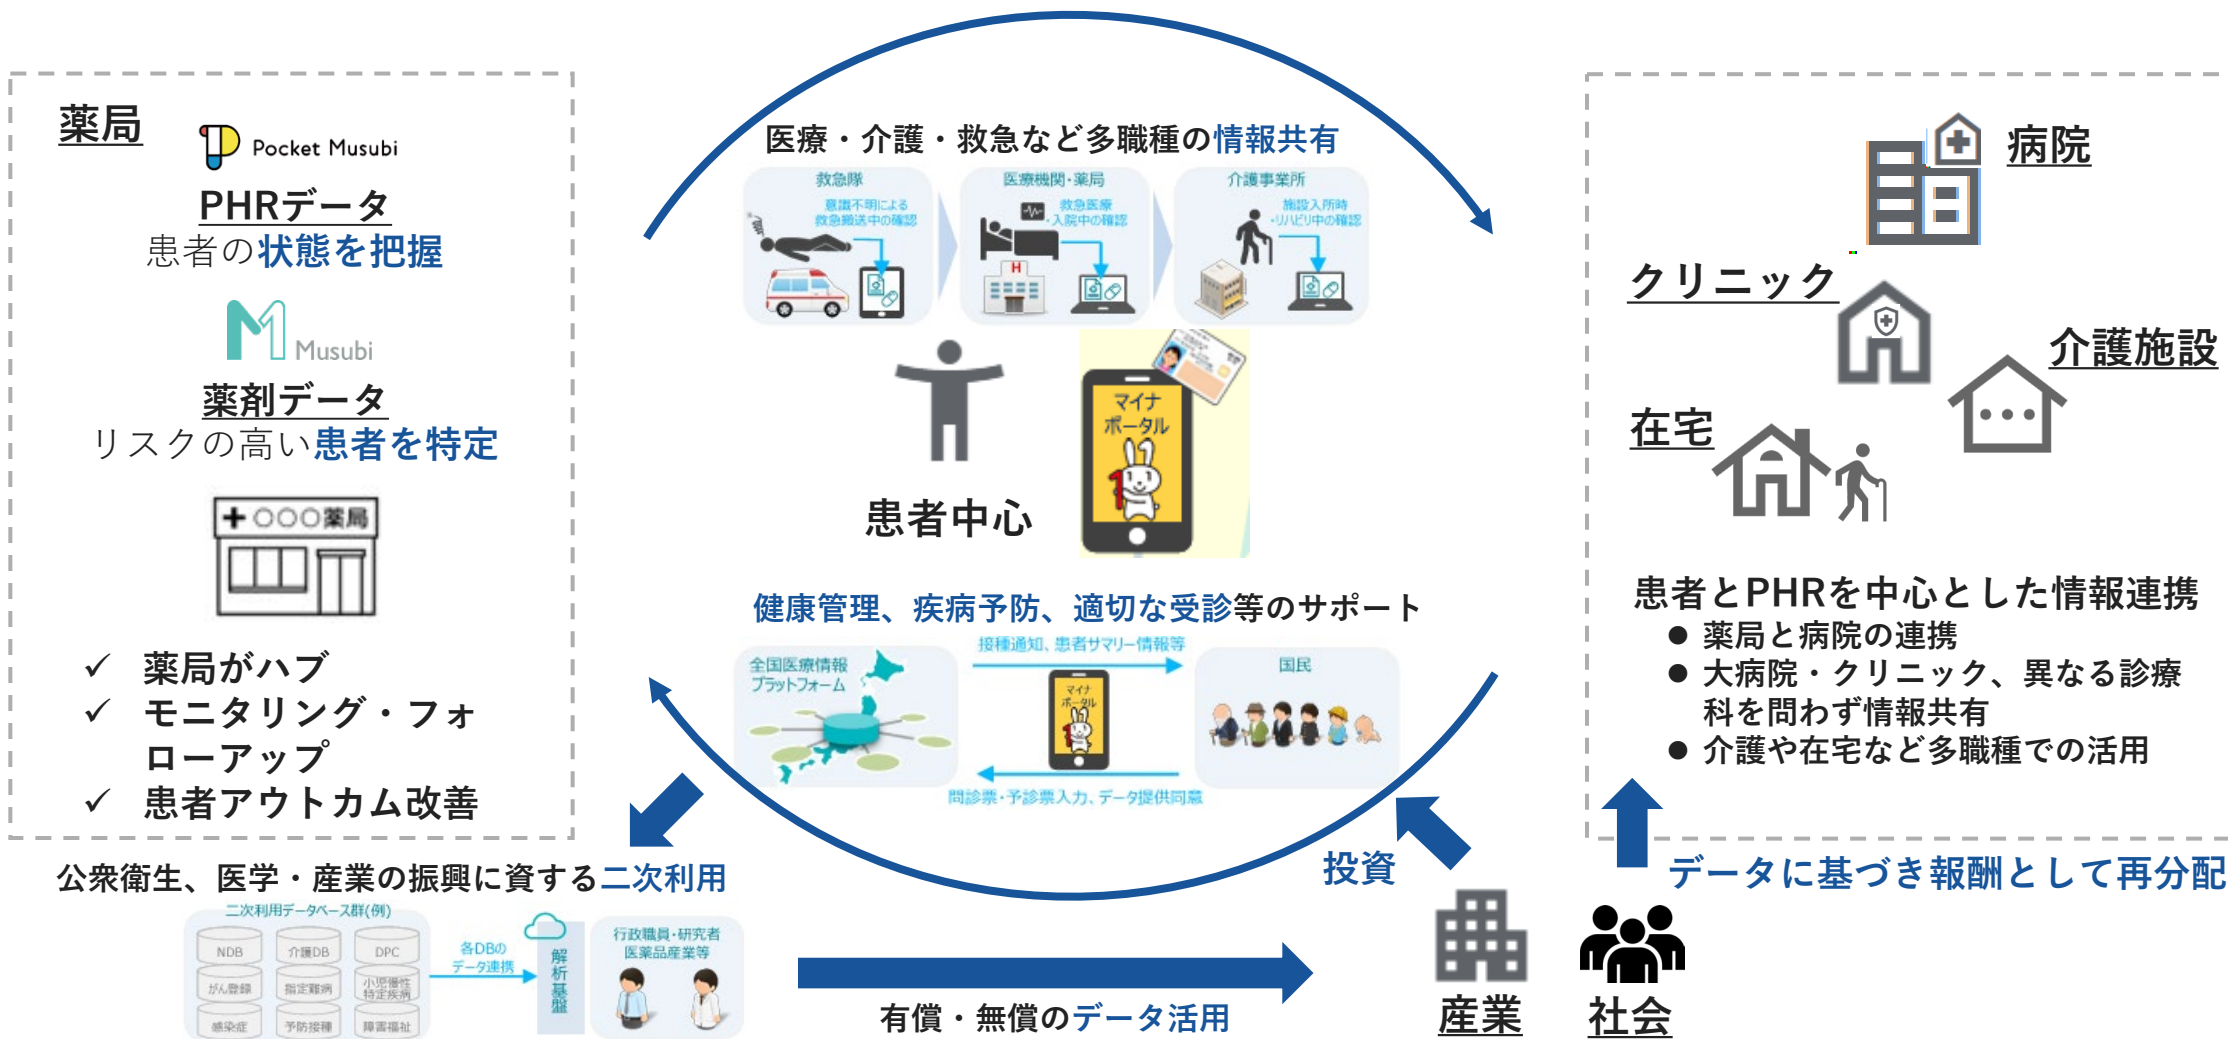 薬局
Pocket Musubi
PHRデータ
患者の状態を把握
Musubi
薬剤データ
リスクの高い患者を特定
+〇〇〇薬局
✓ 薬局がハブ
✓ モニタリング・フォ
ローアップ
✓ 患者アウトカム改善
医療・介護・救急など多職種の情報共有
救急隊
意識不明による
救急搬送中の確認
医療機関・薬局
救急医療
・入院中の確認
H
介護事業所
施設入所時
・リハビリ中の確認
マイナ
ポータル
1
患者中心
健康管理、疾病予防、適切な受診等のサポート
全国医療情報
プラットフォーム
接種通知、患者サマリー情報等
マイナ
ポータル
問診票・予診票入力、データ提供同意
国民
病院
クリニック
介護施設
在宅
患者とPHRを中心とした情報連携
● 薬局と病院の連携
● 大病院・クリニック、異なる診療
科を問わず情報共有
● 介護や在宅など多職種での活用
公衆衛生、医学・産業の振興に資する二次利用
二次利用データベース群(例)
NDB
介護DB
DPC
がん登録
指定難病
小児慢性
特定疾病
感染症
予防接種
障害福祉
各DBの
データ連携
解析基盤
行政職員・研究者
医薬品産業等
有償・無償のデータ活用
投資
産業
社会
データに基づき報酬として再分配